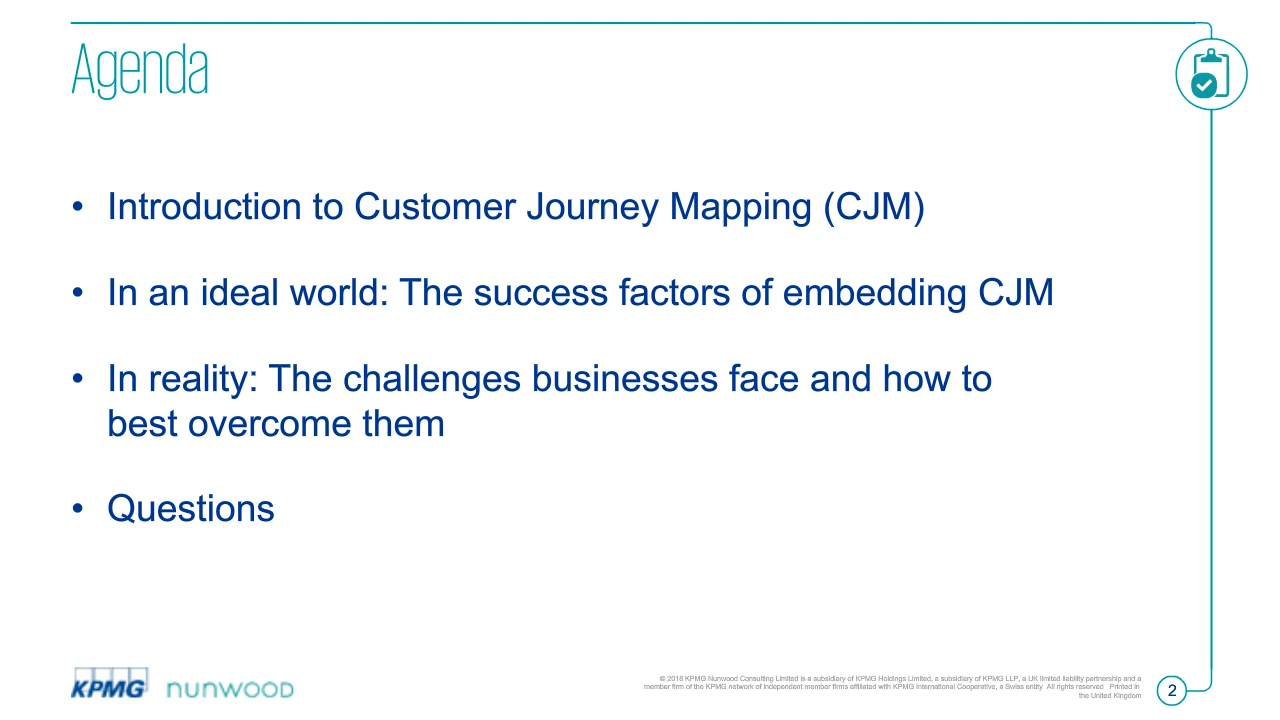 Agenda
• Introduction to Customer Journey Mapping (CJM)
• In an ideal world: The success factors of embedding CJM
• In reality: The challenges businesses face and how to
best overcome them
• Questions
KPMG nunwood
© 2018 KPMG Nunwood Consulting Limited is a subsidiary of KPMG Holdings Limited, a subsidiary of KPMG LLP, a UK limited liability partnership and a
member firm of the KPMG network of independent member firms affiliated with KPMG International Cooperative, a Swiss entity All rights reserved Printed in
the United Kingdom
2